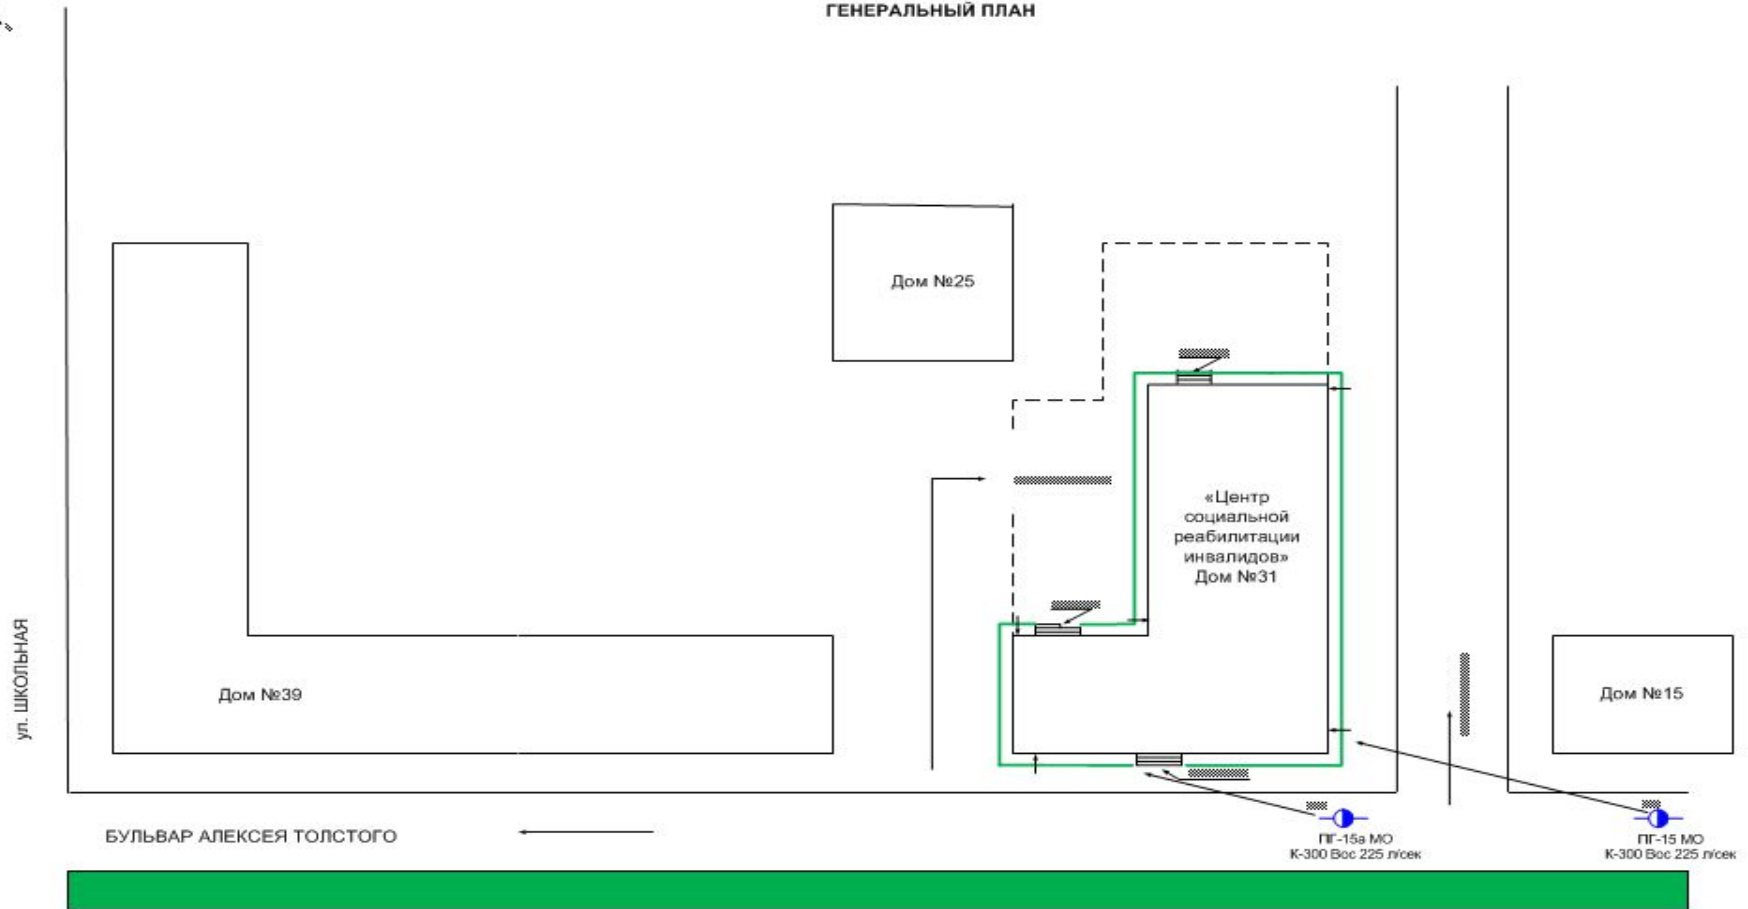 ГЕНЕРАЛЬНЫЙ ПЛАН
Дом №25
«Центр
социальной
реабилитации
инвалидов»
Дом №31
ул. ШКОЛЬНАЯ
Дом №39
Дом №15
БУЛЬВАР АЛЕКСЕЯ ТОЛСТОГО
ПГ-15а МО
К-300 Вос 225 л/сек
ПГ-15 МО
К-300 Вос 225 л/сек